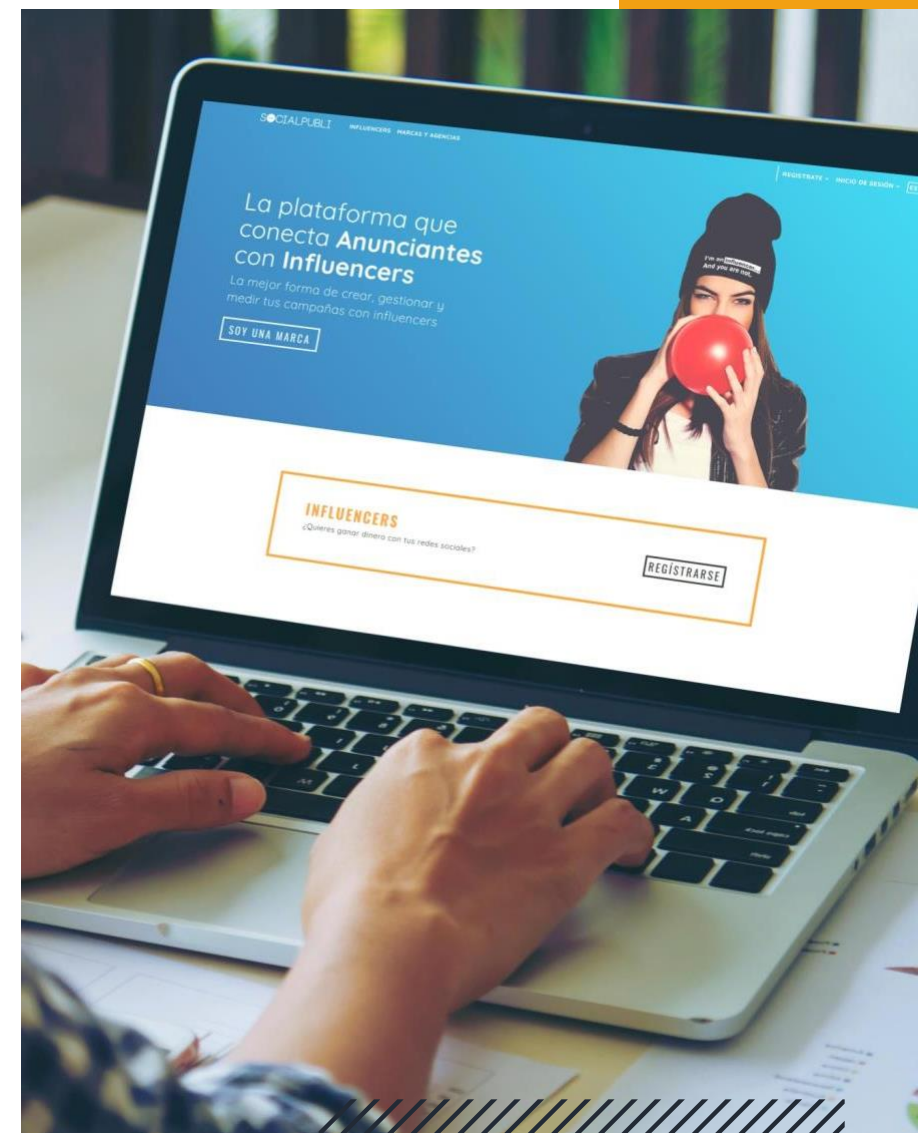 SOCIALPUBLI
INFLUENCERS MARCAS Y AGENCIAS
REGÍSTRATE INICIO DE SESIÓN ES
La plataforma que
conecta Anunciantes
con Influencers
La mejor forma de crear, gestionar y
medir tus campañas con influencers
SOY UNA MARCA
I'm an influencer...
And you are not.
INFLUENCERS
¿Quieres ganar dinero con tus redes sociales?
REGÍSTRARSE